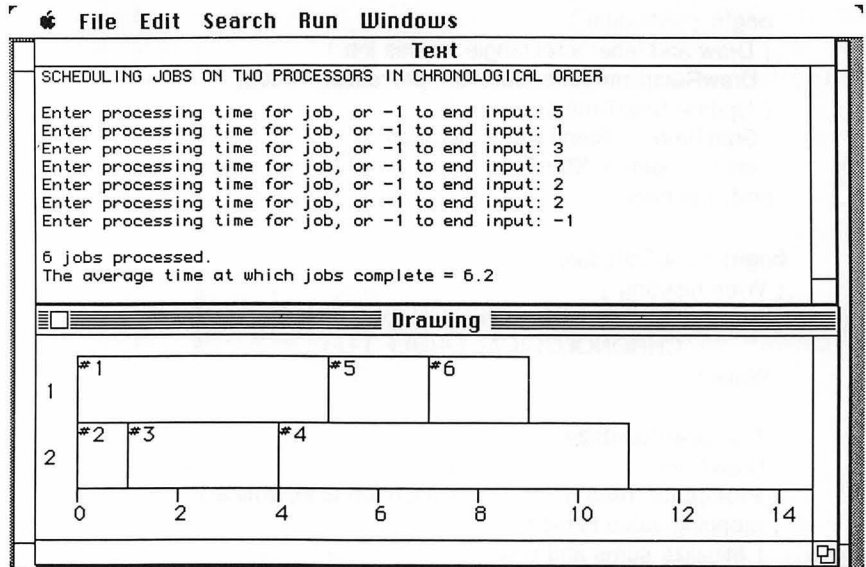 File Edit Search Run Windows
Text
SCHEDULING JOBS ON TWO PROCESSORS IN CHRONOLOGICAL ORDER
Enter processing time for job, or -1 to end input: 5
Enter processing time for job, or -1 to end input: 1
Enter processing time for job, or -1 to end input: 3
Enter processing time for job, or -1 to end input: 7
Enter processing time for job, or -1 to end input: 2
Enter processing time for job, or -1 to end input: 2
Enter processing time for job, or -1 to end input: -1
6 jobs processed.
The average time at which jobs complete = 6.2
Drawing
#1 #5 #6
1
#2 #3 #4
2
0 2 4 6 8 10 12 14